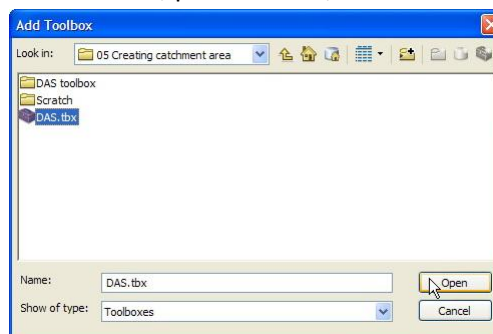 Add Toolbox
Look in: 05 Creating catchment area
DAS toolbox
Scratch
DAS.tbx
Name: DAS.tbx Open
Show of type: Toolboxes Cancel